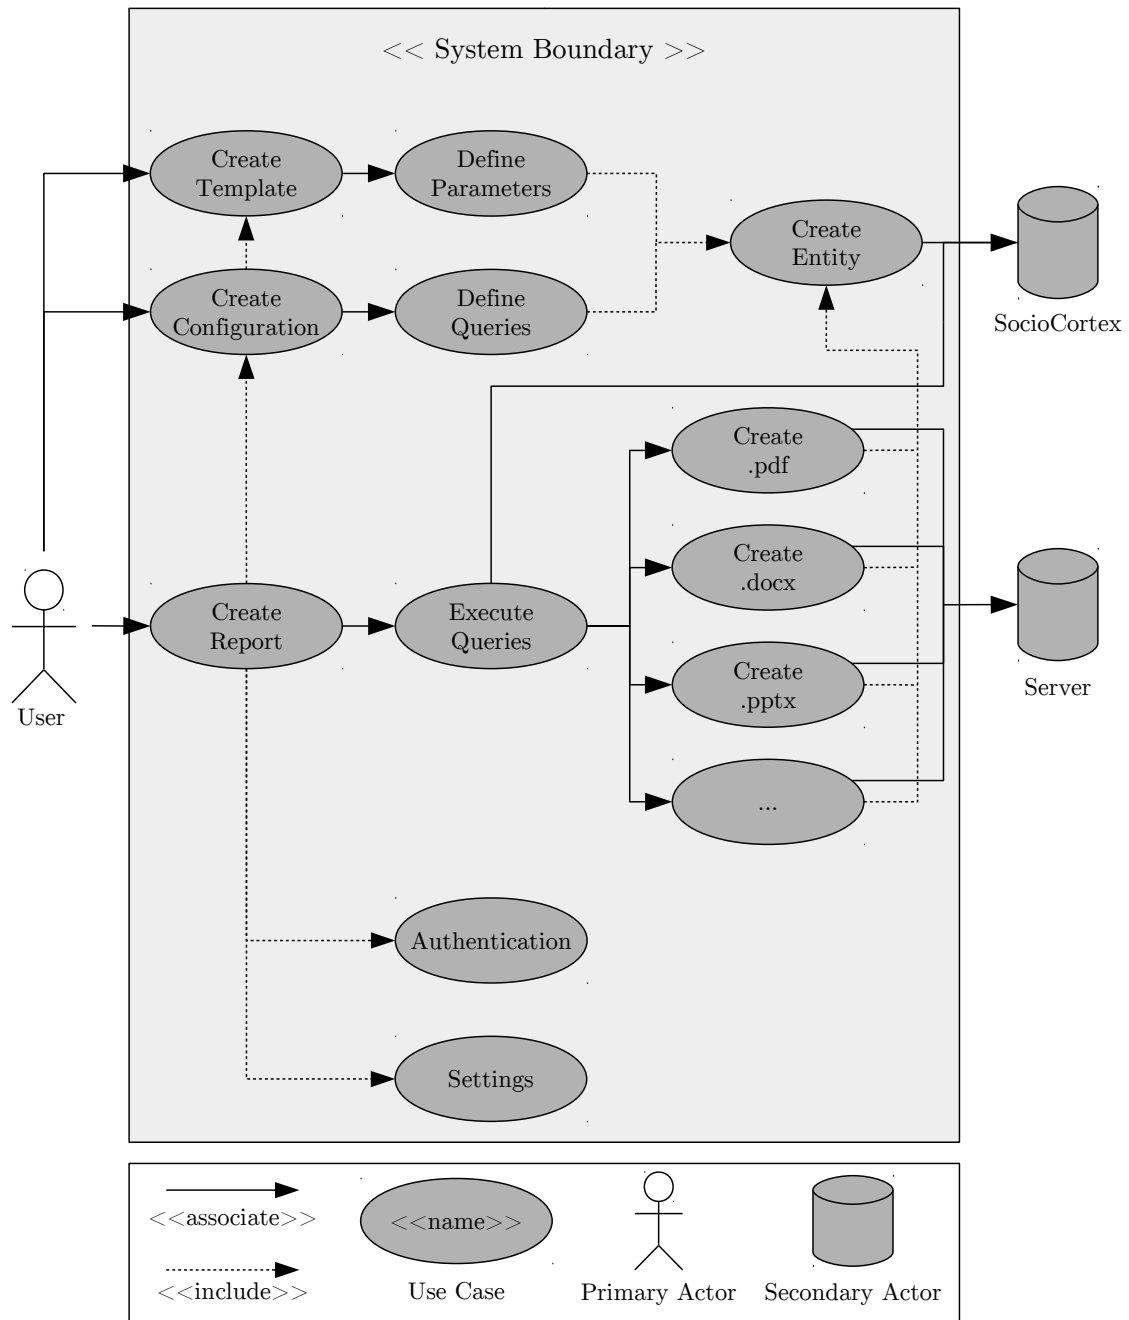 << System Boundary >>
Create
Template
Define
Parameters
Create
Entity
SocioCortex
Create
Configuration
Define
Queries
Create
.pdf
Create
.docx
Create
Report
Execute
Queries
Create
.pptx
...
User
Server
Authentication
Settings
<<associate>>
<<include>>
<<name>>
Use Case
Primary Actor
Secondary Actor